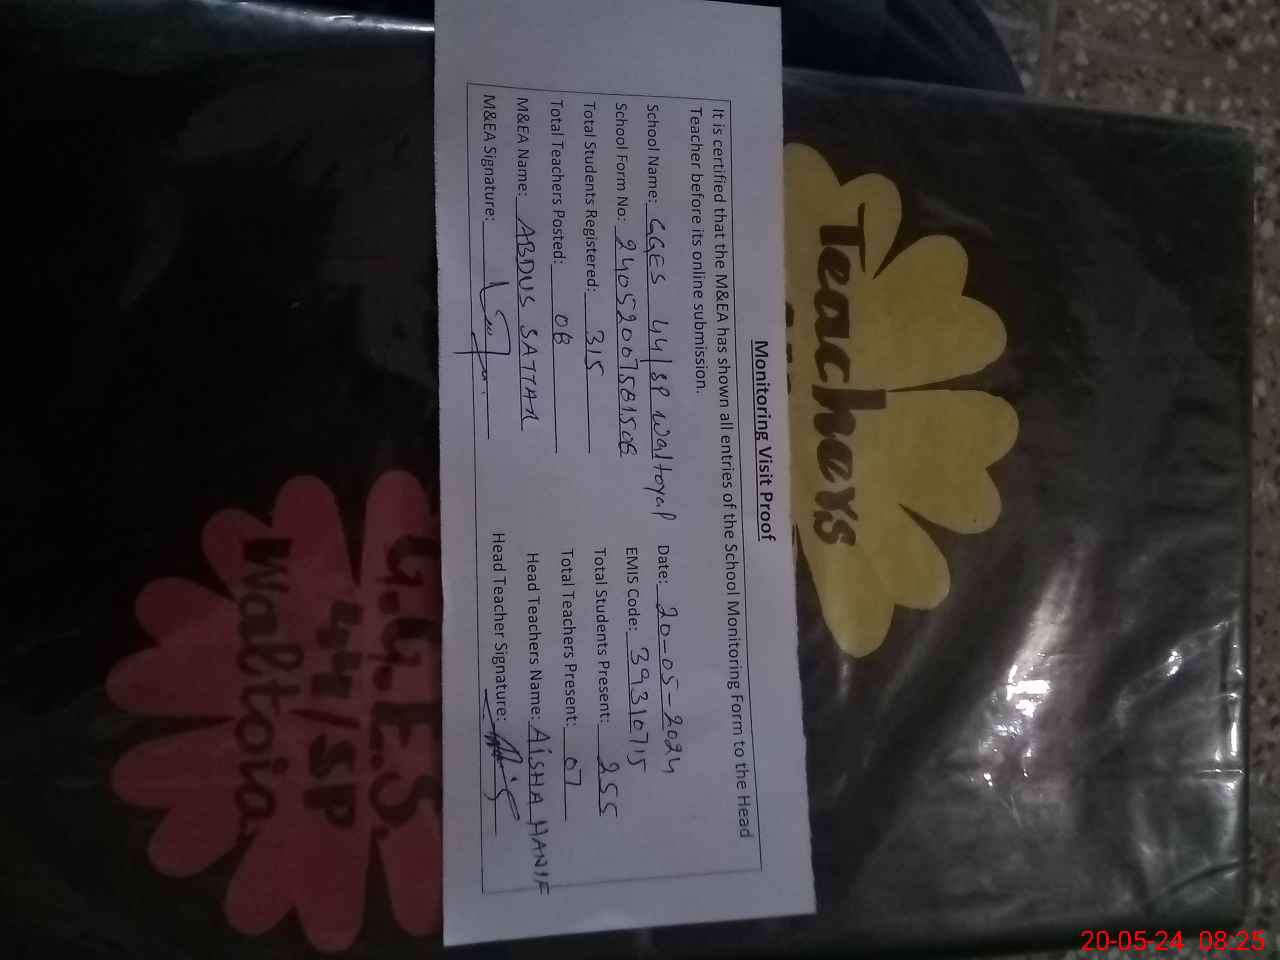 Monitoring Visit Proof
It is certified that the M&EA has shown all entries of the School Monitoring Form to the Head
Teacher before its online submission.
School Name: GGES 44/SP Waltoyap Date: 20-05-2024
School Form No: EMIS Code: 39310715
Total Students Registered: 315 Total Students Present: 255
Total Teachers Posted: 08 Total Teachers Present: 07
M&EA Name: ABDUS SATTAR Head Teachers Name: AISHA HANIF
M&EA Signature: Head Teacher Signature:
Teachers
G.G.E.S.
44/SP
Waltoia
20-05-24 08:25